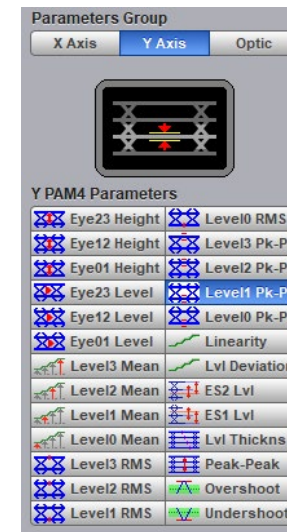 Parameters Group
X Axis Y Axis Optic
Y PAM4 Parameters
Eye23 Height Level0 RMS
Eye12 Height Level3 Pk-P
Eye01 Height Level2 Pk-P
Eye23 Level Level1 Pk-P
Eye12 Level Level0 Pk-P
Eye01 Level Linearity
Level3 Mean Lvl Deviation
Level2 Mean ES2 Lvl
Level1 Mean ES1 Lvl
Level0 Mean Lvl Thickns
Level3 RMS Peak-Peak
Level2 RMS Overshoot
Level1 RMS Undershoot